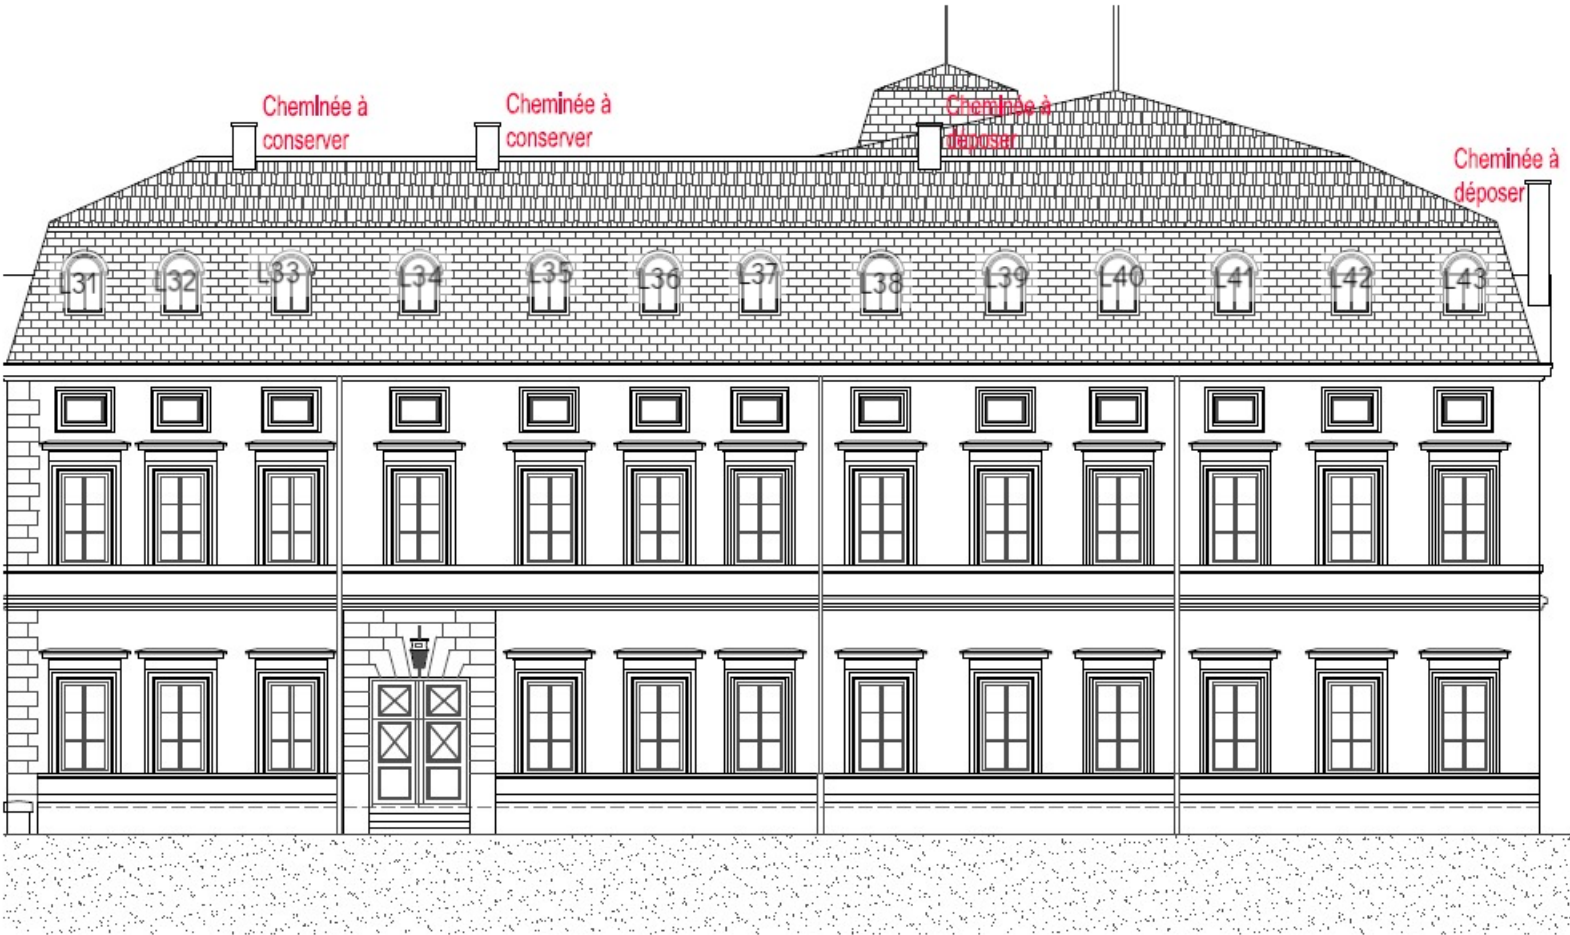 Cheminée à
conserver
Cheminée à
conserver
Cheminée à
déposer
Cheminée à
déposer
L31
L32
L33
L34
L35
L36
L37
L38
L39
L40
L41
L42
L43